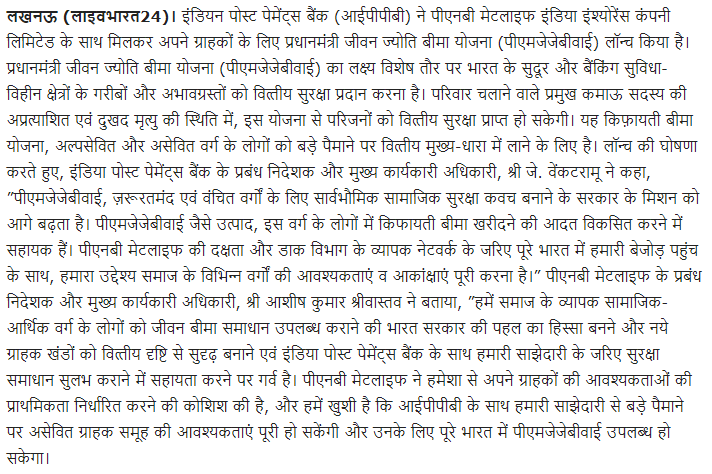 लखनऊ (लाइवभारत24)। इंडियन पोस्ट पेमेंट्स बैंक (आईपीपीबी) ने पीएनबी मेटलाइफ इंडिया इंश्योरेंस कंपनी
लिमिटेड के साथ मिलकर अपने ग्राहकों के लिए प्रधानमंत्री जीवन ज्योति बीमा योजना (पीएमजेजेबीवाई) लॉन्च किया है।
प्रधानमंत्री जीवन ज्योति बीमा योजना (पीएमजेजेबीवाई) का लक्ष्य विशेष तौर पर भारत के सुदूर और बैंकिंग सुविधा-
विहीन क्षेत्रों के गरीबों और अभावग्रस्तों को वित्तीय सुरक्षा प्रदान करना है। परिवार चलाने वाले प्रमुख कमाऊ सदस्य की
अप्रत्याशित एवं दुखद मृत्यु की स्थिति में, इस योजना से परिजनों को वित्तीय सुरक्षा प्राप्त हो सकेगी। यह किफ़ायती बीमा
योजना, अल्पसेवित और असेवित वर्ग के लोगों को बड़े पैमाने पर वित्तीय मुख्य-धारा में लाने के लिए है। लॉन्च की घोषणा
करते हुए, इंडिया पोस्ट पेमेंट्स बैंक के प्रबंध निदेशक और मुख्य कार्यकारी अधिकारी, श्री जे. वेंकटरामू ने कहा,
”पीएमजेजेबीवाई, ज़रूरतमंद एवं वंचित वर्गों के लिए सार्वभौमिक सामाजिक सुरक्षा कवच बनाने के सरकार के मिशन को
आगे बढ़ता है। पीएमजेजेबीवाई जैसे उत्पाद, इस वर्ग के लोगों में किफायती बीमा खरीदने की आदत विकसित करने में
सहायक हैं। पीएनबी मेटलाइफ की दक्षता और डाक विभाग के व्यापक नेटवर्क के जरिए पूरे भारत में हमारी बेजोड़ पहुंच
के साथ, हमारा उद्देश्य समाज के विभिन्न वर्गों की आवश्यकताएं व आकांक्षाएं पूरी करना है।” पीएनबी मेटलाइफ के प्रबंध
निदेशक और मुख्य कार्यकारी अधिकारी, श्री आशीष कुमार श्रीवास्तव ने बताया, ”हमें समाज के व्यापक सामाजिक-
आर्थिक वर्ग के लोगों को जीवन बीमा समाधान उपलब्ध कराने की भारत सरकार की पहल का हिस्सा बनने और नये
ग्राहक खंडों को वित्तीय दृष्टि से सुदृढ़ बनाने एवं इंडिया पोस्ट पेमेंट्स बैंक के साथ हमारी साझेदारी के जरिए सुरक्षा
समाधान सुलभ कराने में सहायता करने पर गर्व है। पीएनबी मेटलाइफ ने हमेशा से अपने ग्राहकों की आवश्यकताओं की
प्राथमिकता निर्धारित करने की कोशिश की है, और हमें खुशी है कि आईपीपीबी के साथ हमारी साझेदारी से बड़े पैमाने
पर असेवित ग्राहक समूह की आवश्यकताएं पूरी हो सकेंगी और उनके लिए पूरे भारत में पीएमजेजेबीवाई उपलब्ध हो
सकेगा।